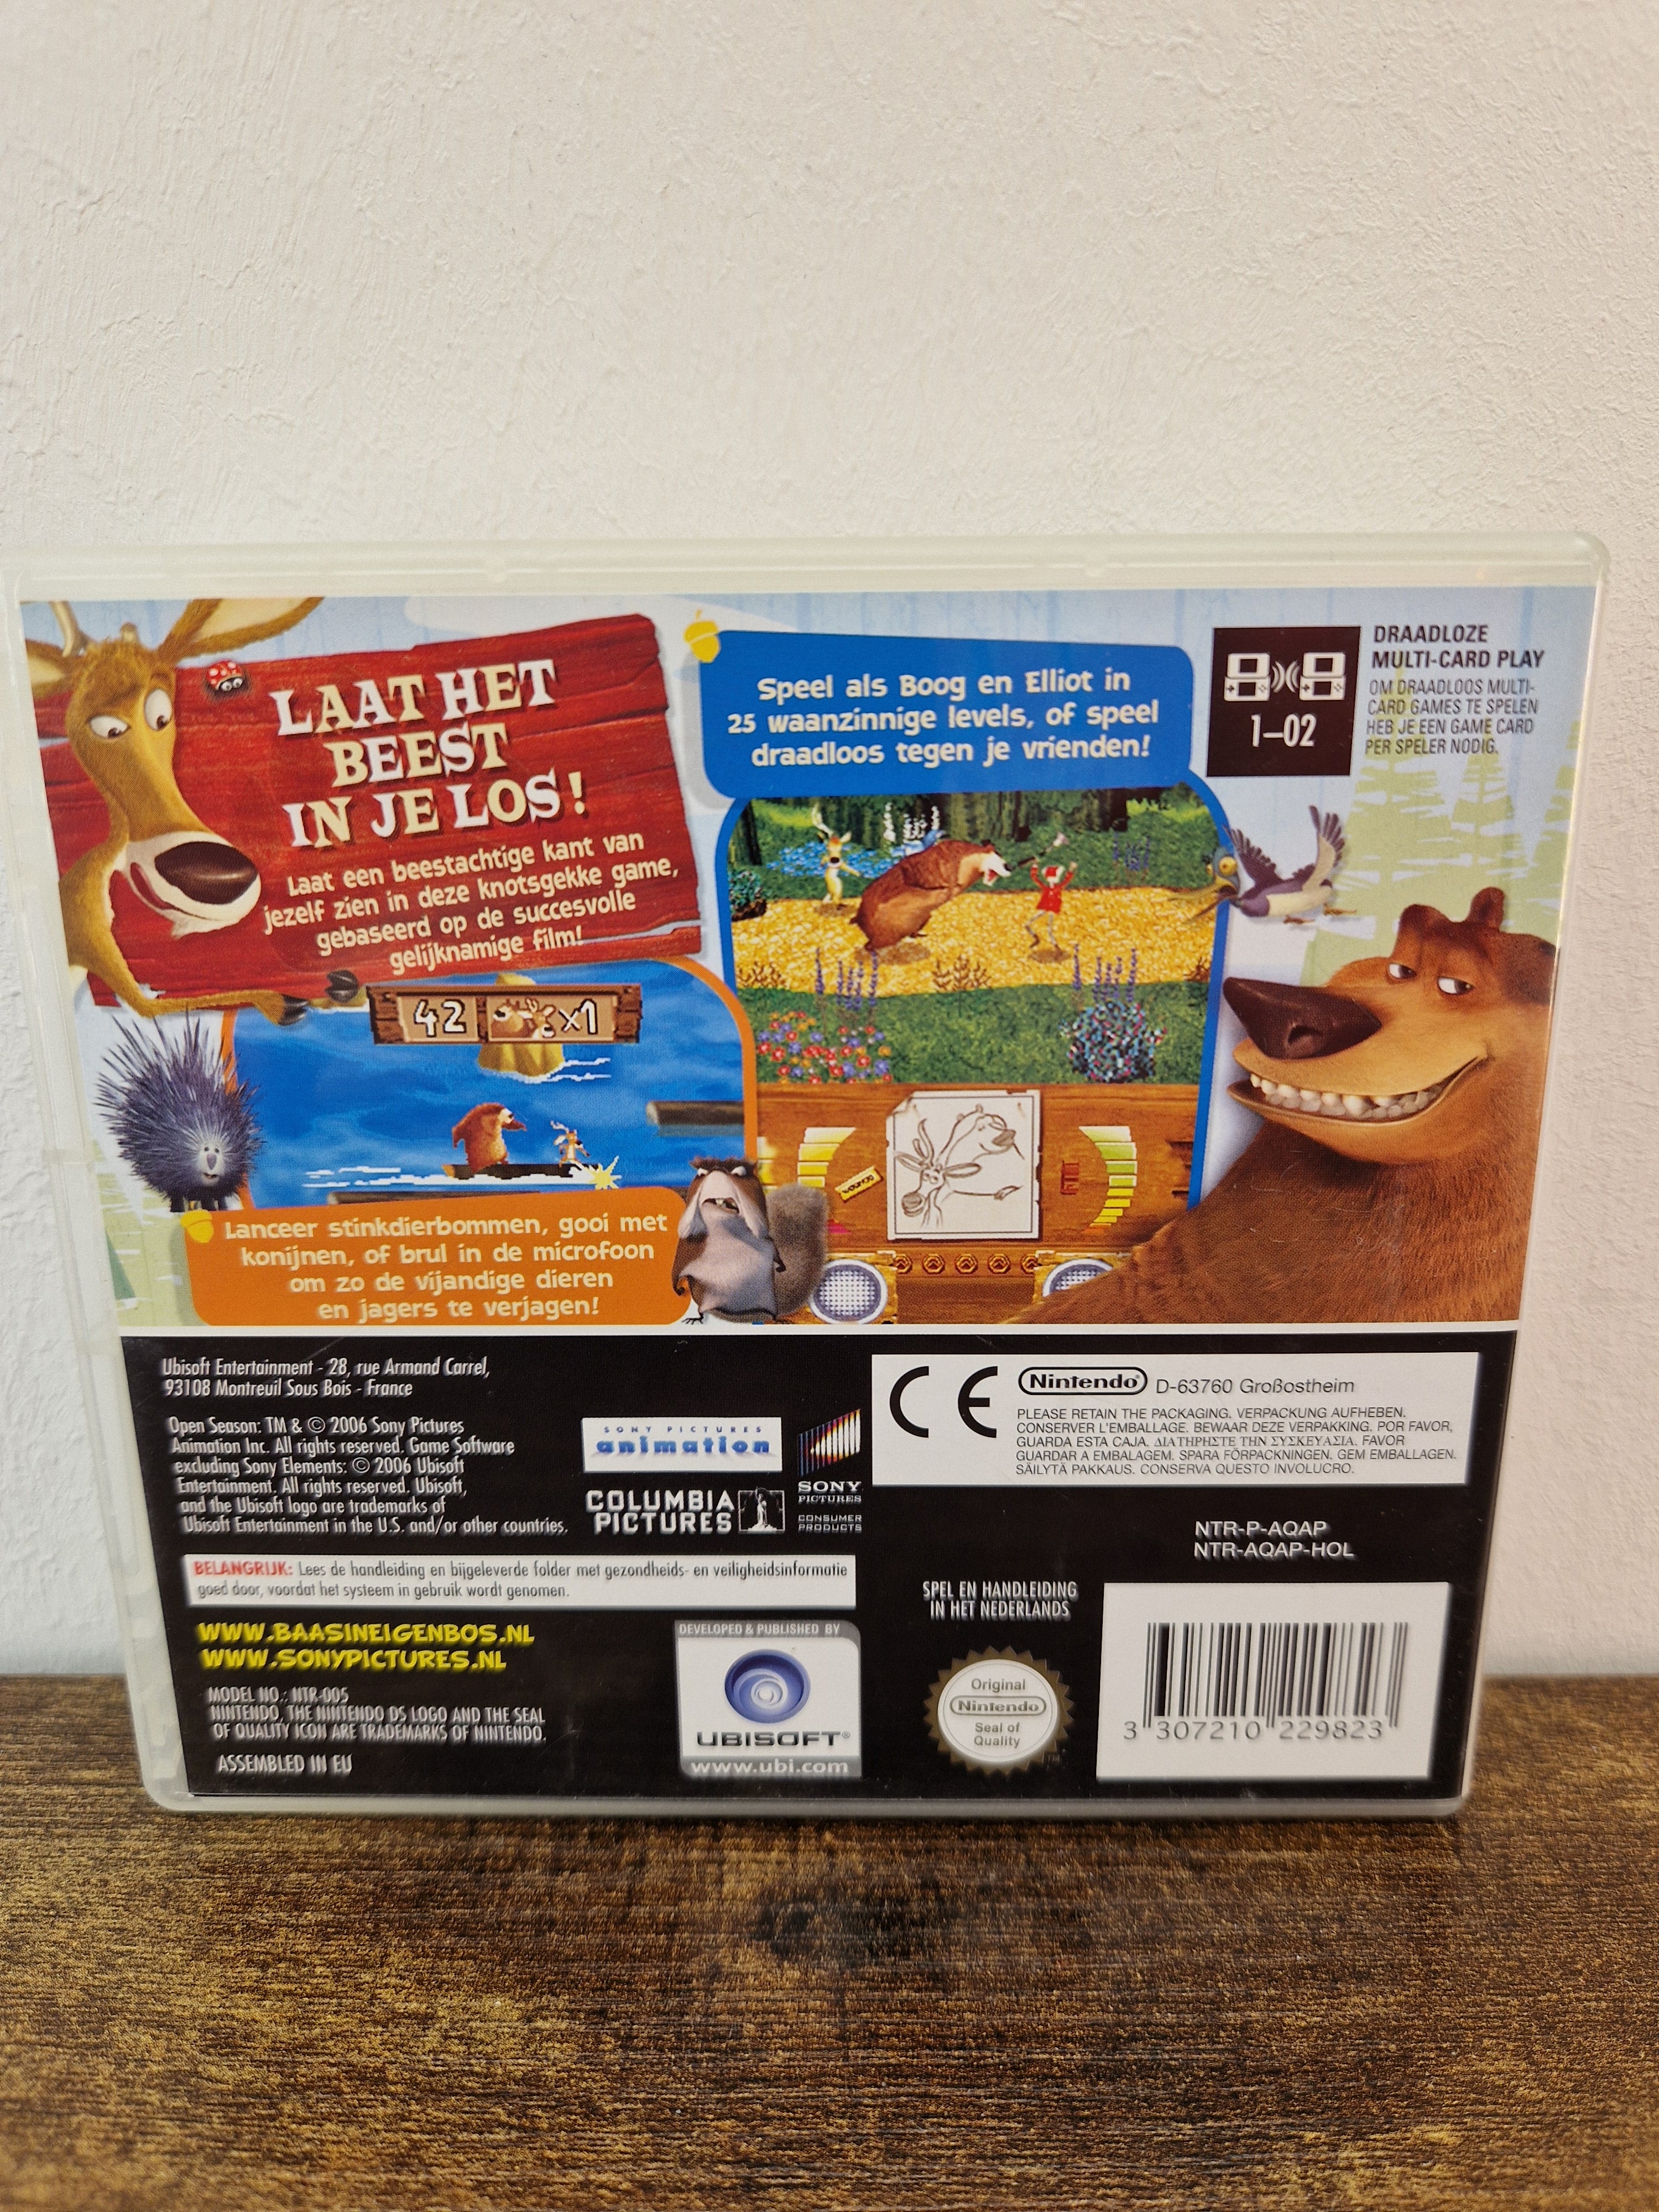 LAAT HET
BEEST
IN JE LOS!
Laat een beestachtige kant van
jezelf zien in deze knotsgekke game,
gebaseerd op de succesvolle
gelijknamige film!
Speel als Boog en Elliot in
25 waanzinnige levels, of speel
draadloos tegen je vrienden!
1-02
DRAADLOZE
MULTI-CARD PLAY
OM DRAADLOOS MULTI-
CARD GAMES TE SPELEN
HEB JE EEN GAME CARD
PER SPELER NODIG.
42 x1
Lanceer stinkdierbommen, gooi met
konijnen, of brul in de microfoon
om zo de vijandige dieren
en jagers te verjagen!
Ubisoft Entertainment - 28, rue Armand Carrel,
93108 Montreuil Sous Bois - France
Open Season: TM & © 2006 Sony Pictures
Animation Inc. All rights reserved. Game Software
excluding Sony Elements: © 2006 Ubisoft
Entertainment. All rights reserved. Ubisoft,
and the Ubisoft logo are trademarks of
Ubisoft Entertainment in the U.S. and/or other countries.
SONY PICTURES
animation
COLUMBIA
PICTURES
SONY
PICTURES
CONSUMER
PRODUCTS
CE
Nintendo D-63760 Großostheim
PLEASE RETAIN THE PACKAGING. VERPACKUNG AUFHEBEN.
CONSERVER L'EMBALLAGE. BEWAAR DEZE VERPAKKING. POR FAVOR,
GUARDA ESTA CAJA. ΔΙΑΤΗΡΗΣΤΕ ΤΗΝ ΣΥΣΚΕΥΑΣΙΑ. FAVOR
GUARDAR A EMBALAGEM. SPARA FÖRPACKNINGEN. GEM EMBALLAGEN.
SÄILYTÄ PAKKAUS. CONSERVA QUESTO INVOLUCRO.
NTR-P-AQAP
NTR-AQAP-HOL
BELANGRIJK: Lees de handleiding en bijgeleverde folder met gezondheids- en veiligheidsinformatie
goed door, voordat het systeem in gebruik wordt genomen.
WWW.BAASINEIGENBOS.NL
WWW.SONYPICTURES.NL
MODEL NO.: NTR-005
NINTENDO, THE NINTENDO DS LOGO AND THE SEAL
OF QUALITY ICON ARE TRADEMARKS OF NINTENDO.
ASSEMBLED IN EU
DEVELOPED & PUBLISHED BY
UBISOFT®
www.ubi.com
SPEL EN HANDLEIDING
IN HET NEDERLANDS
Original
Nintendo
Seal of
Quality
TM
3 307210 229823